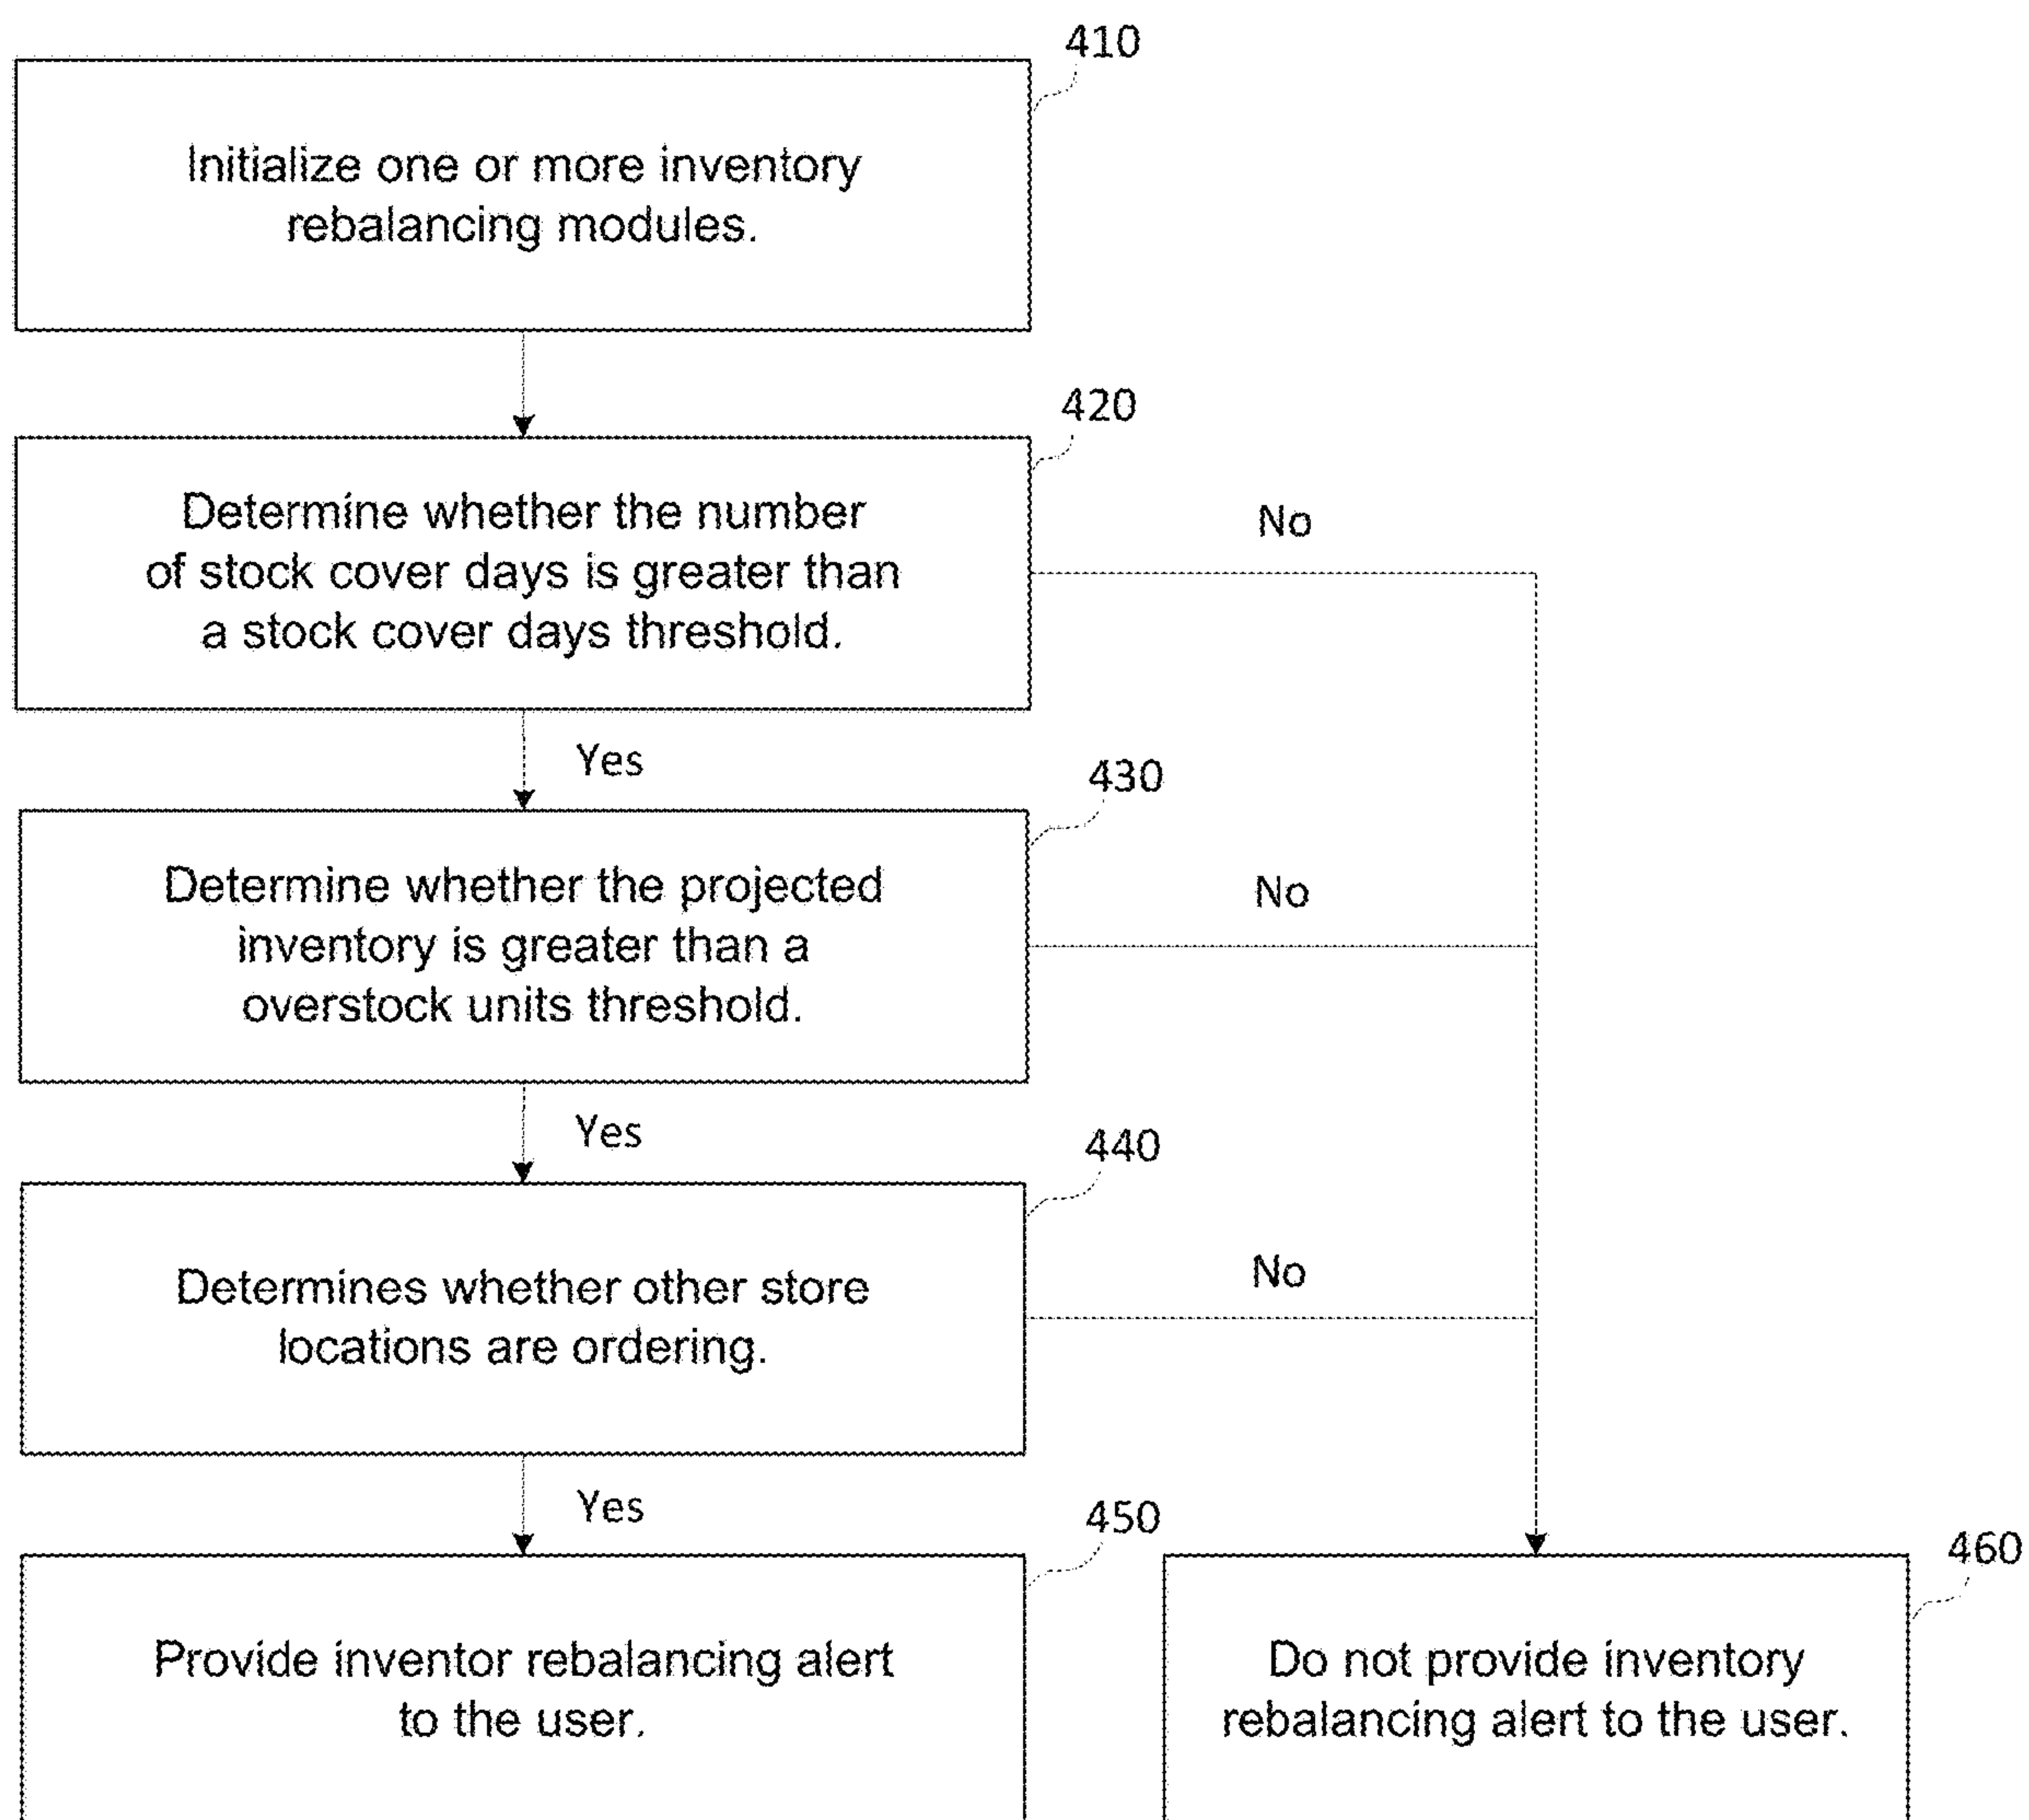 410
Initialize one or more inventory
rebalancing modules.
420
Determine whether the number
of stock cover days is greater than
a stock cover days threshold.
No
Yes
430
Determine whether the projected
inventory is greater than a
overstock units threshold.
No
Yes
440
Determines whether other store
locations are ordering.
No
Yes
450
Provide inventor rebalancing alert
to the user.
460
Do not provide inventory
rebalancing alert to the user.